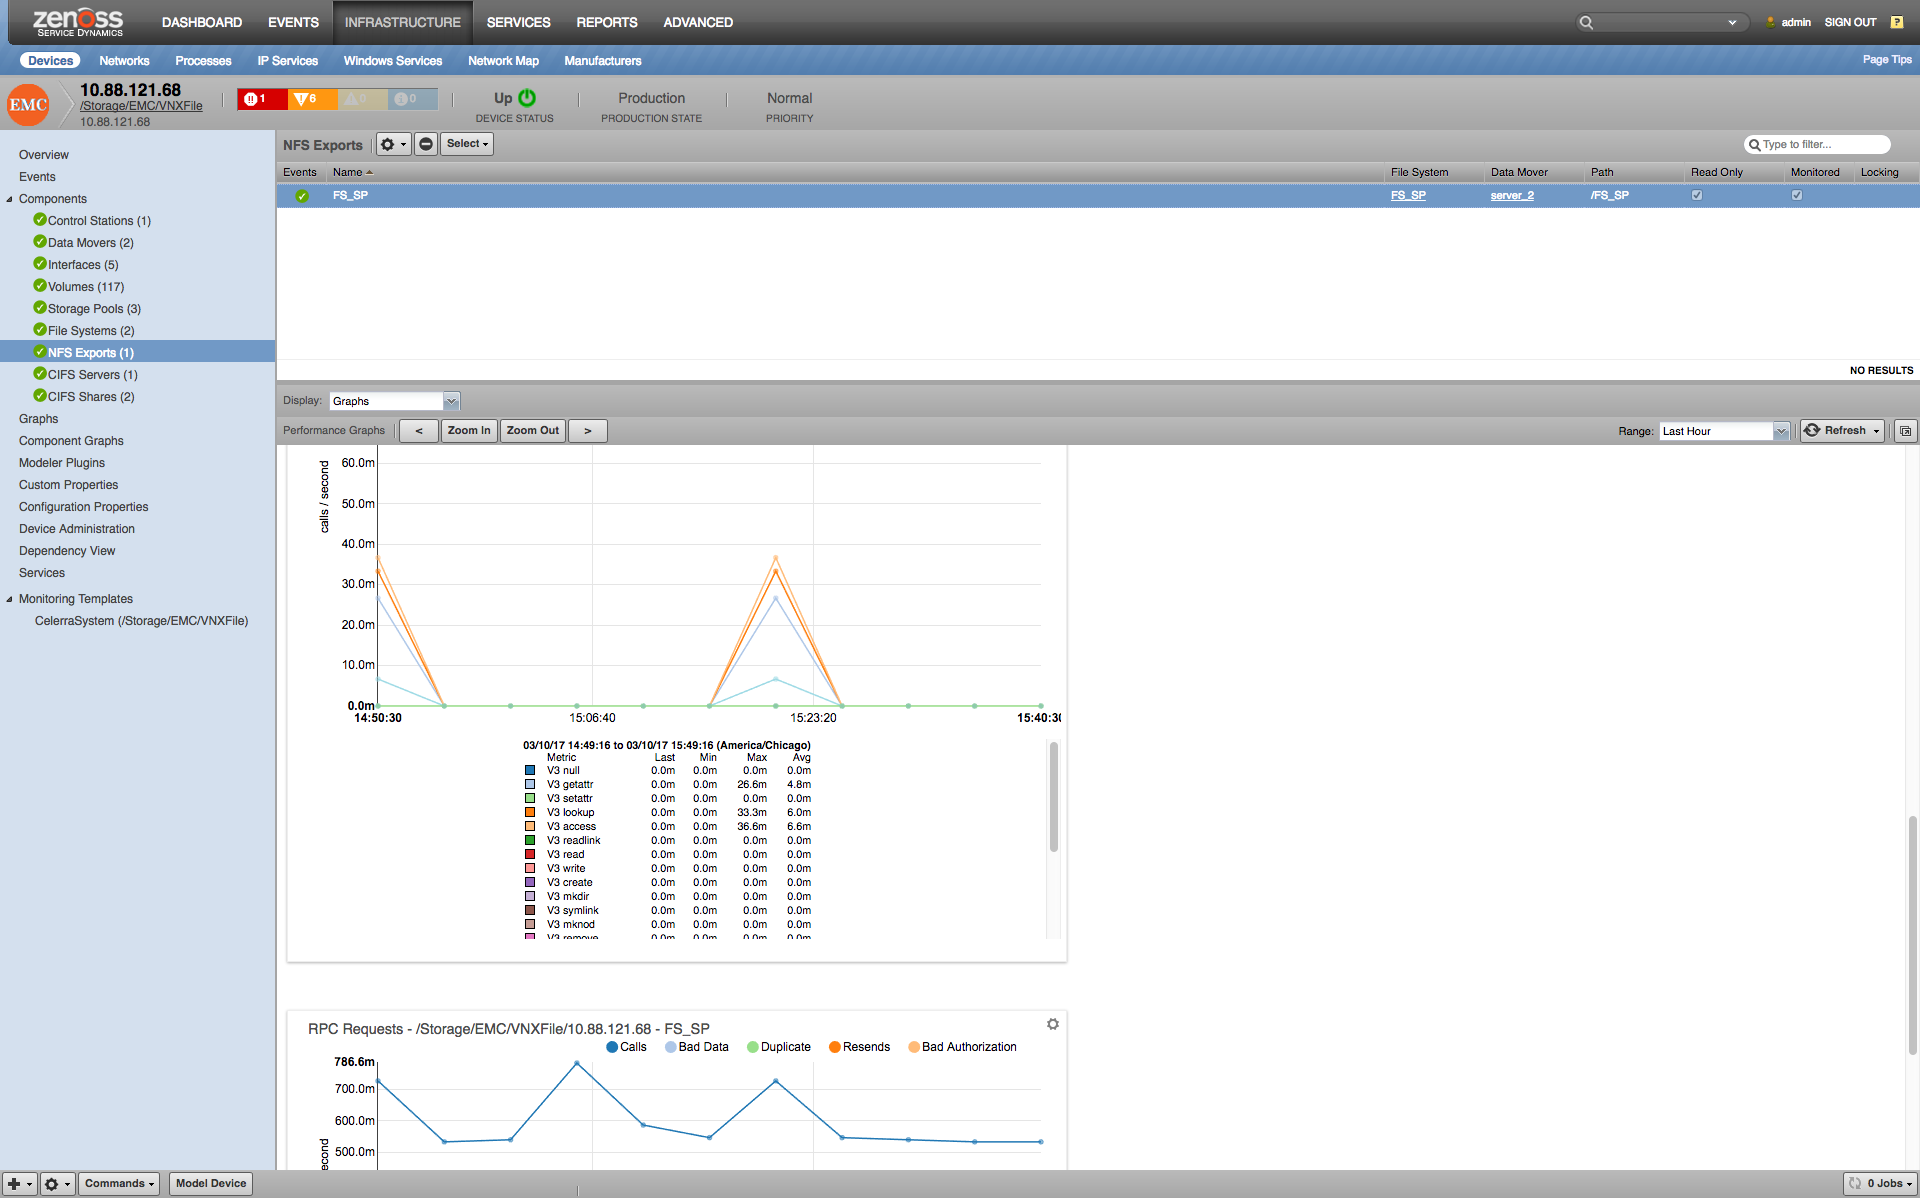 zenoss
SERVICE DYNAMICS
DASHBOARD EVENTS INFRASTRUCTURE SERVICES REPORTS ADVANCED
admin SIGN OUT ?
Devices Networks Processes IP Services Windows Services Network Map Manufacturers
Page Tips
EMC
10.88.121.68
/Storage/EMC/VNXFile
10.88.121.68
1 6 0 0
Up
DEVICE STATUS
Production
PRODUCTION STATE
Normal
PRIORITY
Overview
Events
Components
Control Stations (1)
Data Movers (2)
Interfaces (5)
Volumes (117)
Storage Pools (3)
File Systems (2)
NFS Exports (1)
CIFS Servers (1)
CIFS Shares (2)
Graphs
Component Graphs
Modeler Plugins
Custom Properties
Configuration Properties
Device Administration
Dependency View
Services
Monitoring Templates
CelerraSystem (/Storage/EMC/VNXFile)
NFS Exports Select
Type to filter...
Events Name File System Data Mover Path Read Only Monitored Locking
FS_SP FS_SP server_2 /FS_SP
NO RESULTS
Display: Graphs
Performance Graphs < Zoom In Zoom Out >
Range: Last Hour Refresh
calls / second
60.0m
50.0m
40.0m
30.0m
20.0m
10.0m
0.0m
14:50:30 15:06:40 15:23:20 15:40:30
03/10/17 14:49:16 to 03/10/17 15:49:16 (America/Chicago)
Metric Last Min Max Avg
V3 null 0.0m 0.0m 0.0m 0.0m
V3 getattr 0.0m 0.0m 26.6m 4.8m
V3 setattr 0.0m 0.0m 0.0m 0.0m
V3 lookup 0.0m 0.0m 33.3m 6.0m
V3 access 0.0m 0.0m 36.6m 6.6m
V3 readlink 0.0m 0.0m 0.0m 0.0m
V3 read 0.0m 0.0m 0.0m 0.0m
V3 write 0.0m 0.0m 0.0m 0.0m
V3 create 0.0m 0.0m 0.0m 0.0m
V3 mkdir 0.0m 0.0m 0.0m 0.0m
V3 symlink 0.0m 0.0m 0.0m 0.0m
V3 mknod 0.0m 0.0m 0.0m 0.0m
V3 remove 0.0m 0.0m 0.0m 0.0m
RPC Requests - /Storage/EMC/VNXFile/10.88.121.68 - FS_SP
Calls Bad Data Duplicate Resends Bad Authorization
786.6m
700.0m
600.0m
500.0m
Commands Model Device
0 Jobs